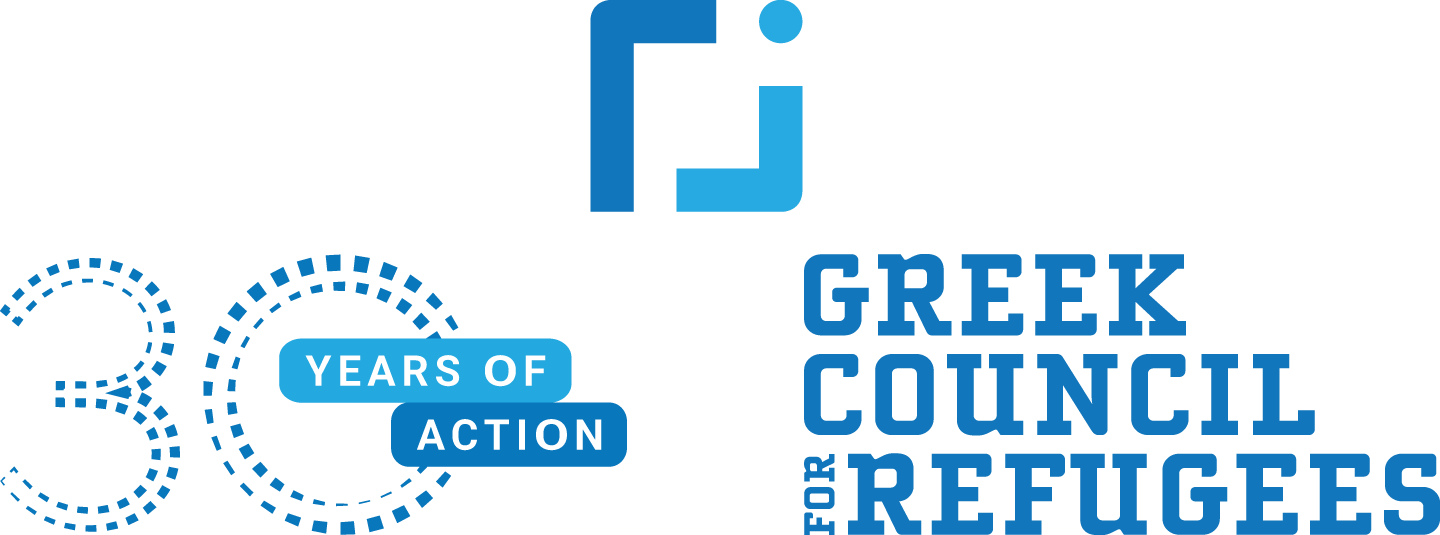 30
YEARS OF
ACTION
GREEK
COUNCIL
FOR REFUGEES